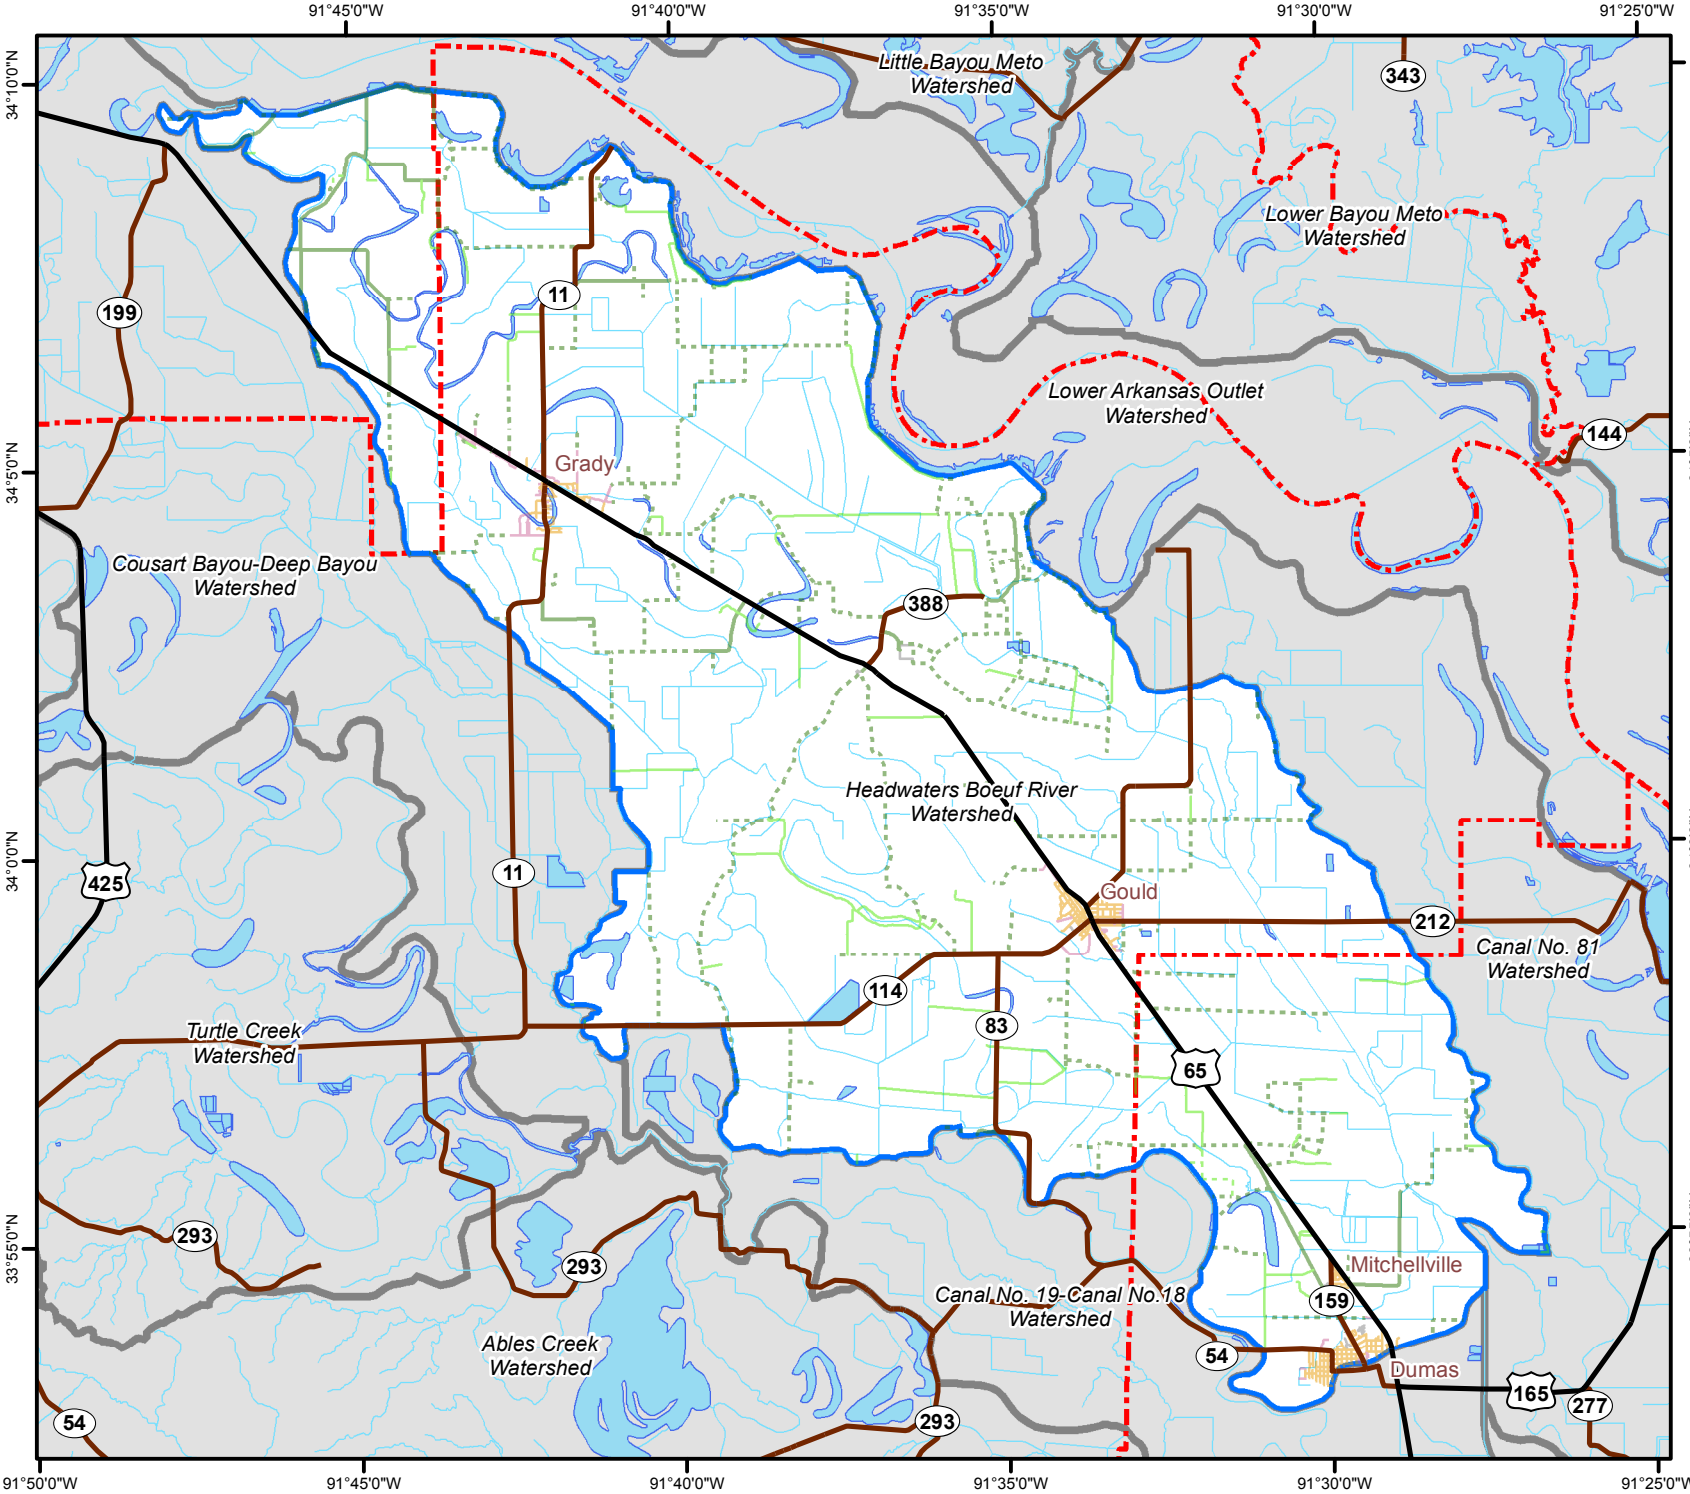 91°45'0"W
91°40'0"W
91°35'0"W
91°30'0"W
91°25'0"W
34°10'0"N
34°5'0"N
34°0'0"N
33°55'0"N
Little Bayou Meto
Watershed
343
Lower Bayou Meto
Watershed
199
11
Lower Arkansas Outlet
Watershed
144
Grady
Cousart Bayou-Deep Bayou
Watershed
388
Headwaters Boeuf River
Watershed
425
11
Gould
212
Canal No. 81
Watershed
114
83
Turtle Creek
Watershed
65
293
293
Mitchellville
Canal No. 19-Canal No.18
Watershed
159
Ables Creek
Watershed
54
Dumas
165
277
54
293
91°50'0"W
91°45'0"W
91°40'0"W
91°35'0"W
91°30'0"W
91°25'0"W